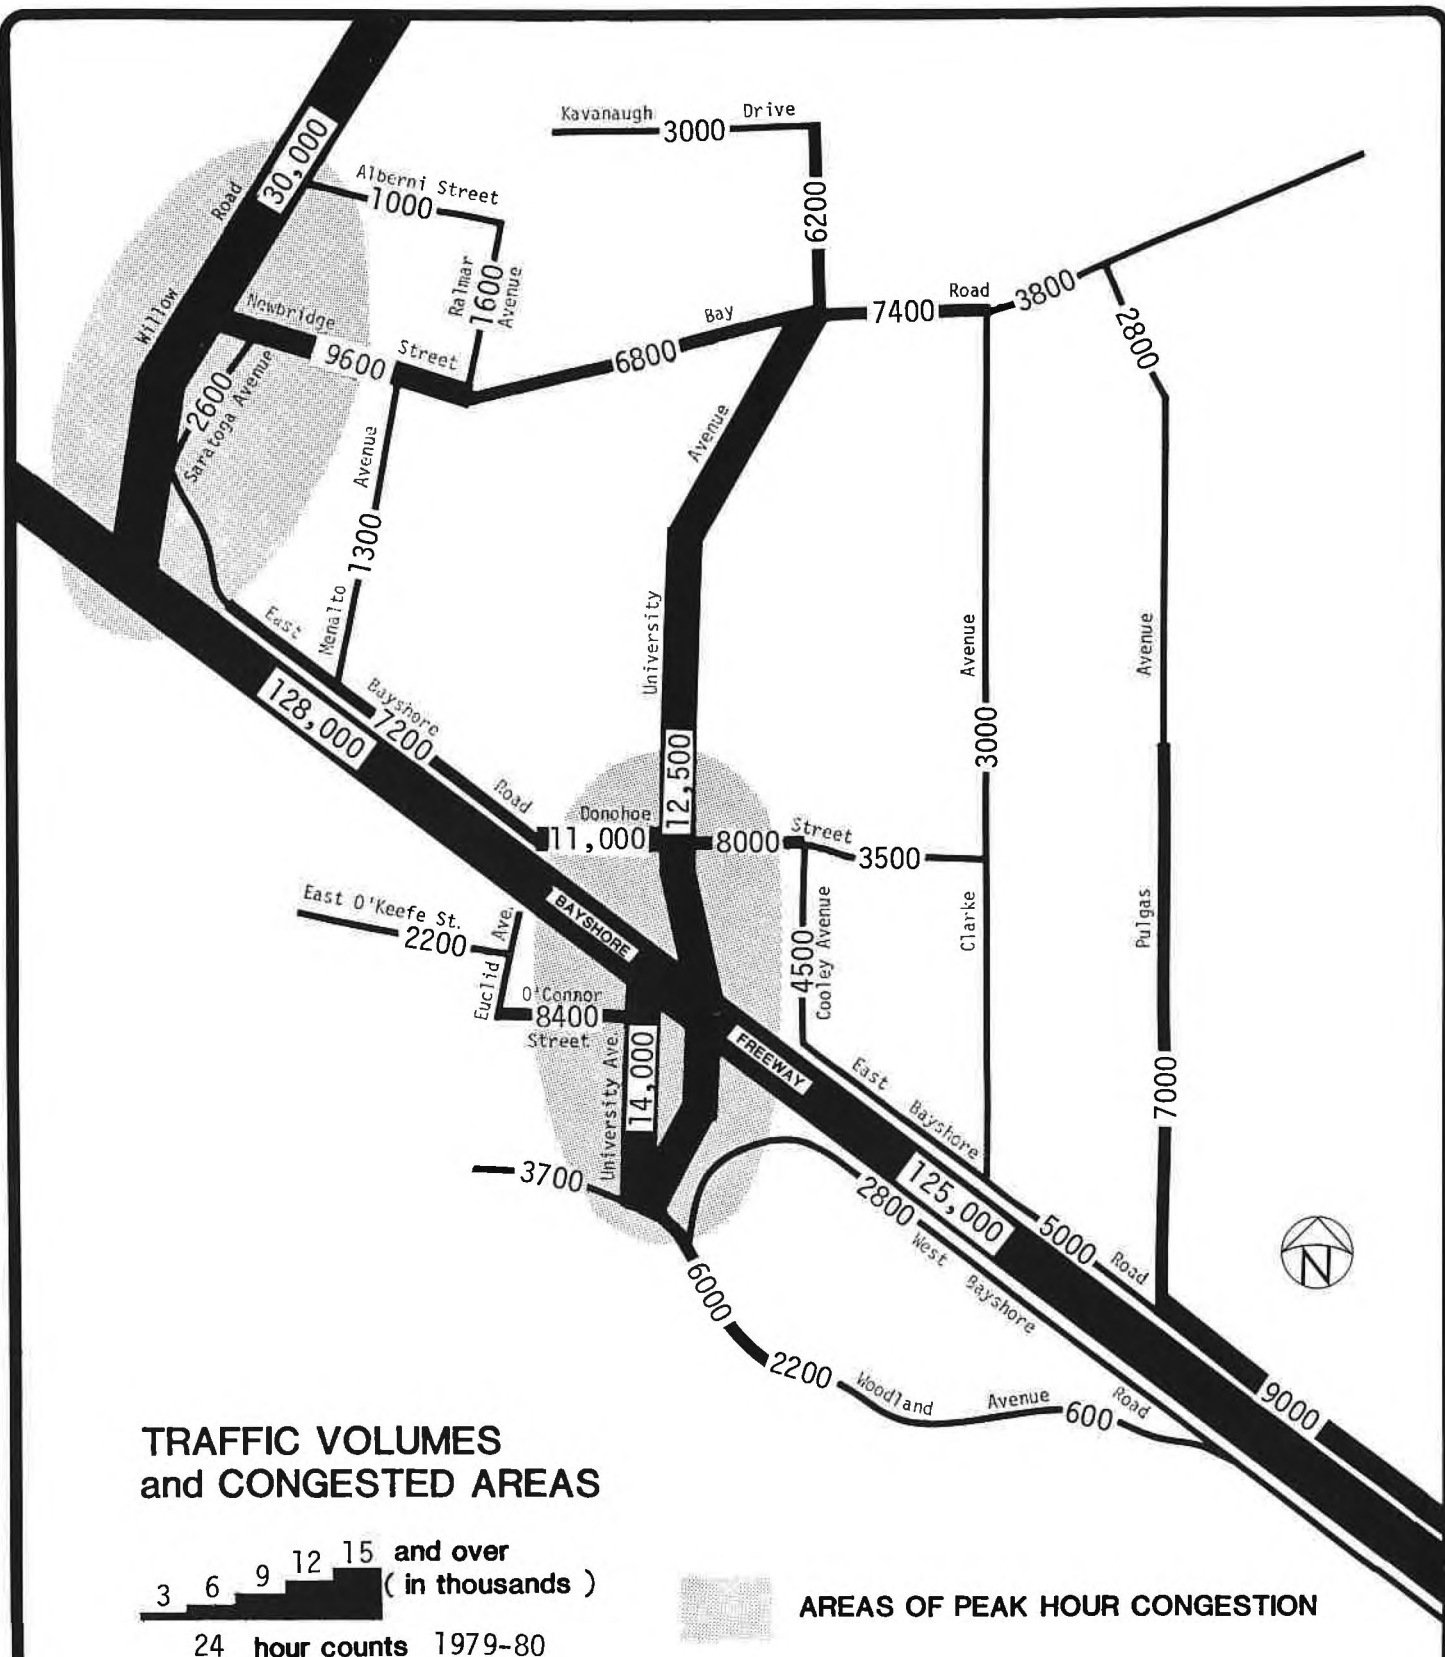 Kavanaugh Drive
3000
30,000
Alberni Street
1000
6200
Willow Road
Ralmar Avenue
1600
Newbridge Street
9600
Bay Road
6800
7400
3800
2800
2600
Saratoga Avenue
Menalto Avenue
1300
University Avenue
12,500
Clarke Avenue
3000
Pulgas Avenue
7000
East Bayshore Road
7200
128,000
Donohoe Street
11,000
8000
3500
BAYSHORE
FREEWAY
East O'Keefe St.
2200
Euclid Ave.
O'Connor
8400
Street
4500
Cooley Avenue
University Ave.
14,000
3700
East Bayshore Road
5000
125,000
2800
West Bayshore Road
6000
2200
Woodland Avenue
600
9000
N
TRAFFIC VOLUMES
and CONGESTED AREAS
3 6 9 12 15 and over
( in thousands )
24 hour counts 1979-80
AREAS OF PEAK HOUR CONGESTION